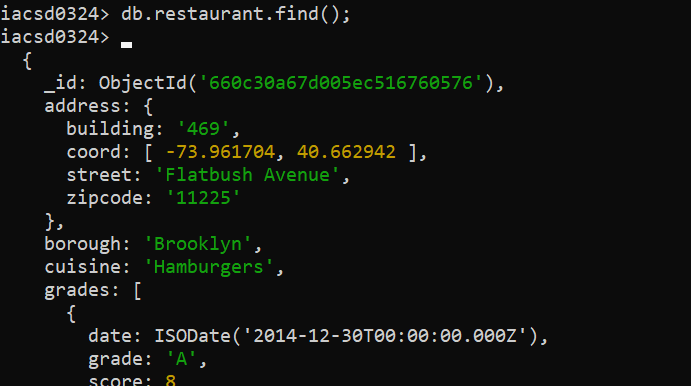 iacsd0324> db.restaurant.find();
iacsd0324>
{
_id: ObjectId('660c30a67d005ec516760576'),
address: {
building: '469',
coord: [ -73.961704, 40.662942 ],
street: 'Flatbush Avenue',
zipcode: '11225'
},
borough: 'Brooklyn',
cuisine: 'Hamburgers',
grades: [
{
date: ISODate('2014-12-30T00:00:00.000Z'),
grade: 'A',
score: 8